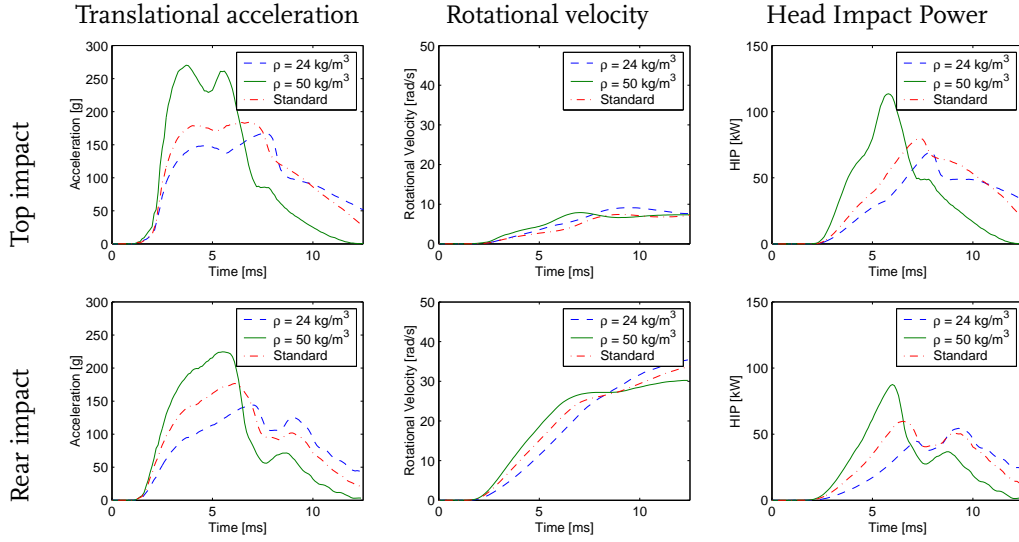 Translational acceleration
Rotational velocity
Head Impact Power
Top impact
300
250
200
150
100
50
0
Acceleration [g]
0
5
10
Time [ms]
ρ = 24 kg/m³
ρ = 50 kg/m³
Standard
50
40
30
20
10
0
Rotational Velocity [rad/s]
0
5
10
Time [ms]
ρ = 24 kg/m³
ρ = 50 kg/m³
Standard
150
100
50
0
HIP [kW]
0
5
10
Time [ms]
ρ = 24 kg/m³
ρ = 50 kg/m³
Standard
Rear impact
300
250
200
150
100
50
0
Acceleration [g]
0
5
10
Time [ms]
ρ = 24 kg/m³
ρ = 50 kg/m³
Standard
50
40
30
20
10
0
Rotational Velocity [rad/s]
0
5
10
Time [ms]
ρ = 24 kg/m³
ρ = 50 kg/m³
Standard
150
100
50
0
HIP [kW]
0
5
10
Time [ms]
ρ = 24 kg/m³
ρ = 50 kg/m³
Standard